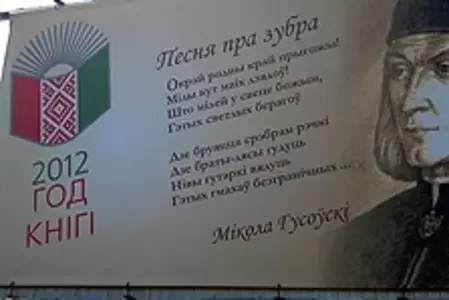 2012
ГОД
КНІГІ
Песня пра зубра
Окрай родны край прыгожы!
Мілы кут маіх дзядоў!
Што мілей у свеце божым,
Гэтых светлых берагоў
Дзе бруяцца срэбрам рэчкі
Дзе браты-лясы гудуць
Нівы гутаркі вядуць
Гэтых гмахаў безгранічных ...
Мікола Гусоўскі